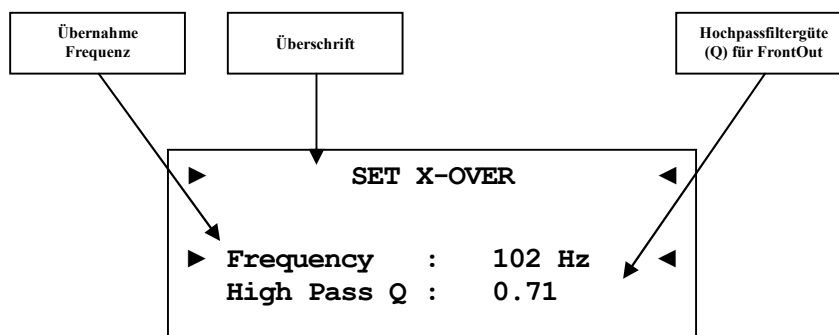 Übernahme
Frequenz
Überschrift
Hochpassfiltergüte
(Q) für FrontOut
► SET X-OVER ◄
► Frequency : 102 Hz ◄
High Pass Q : 0.71